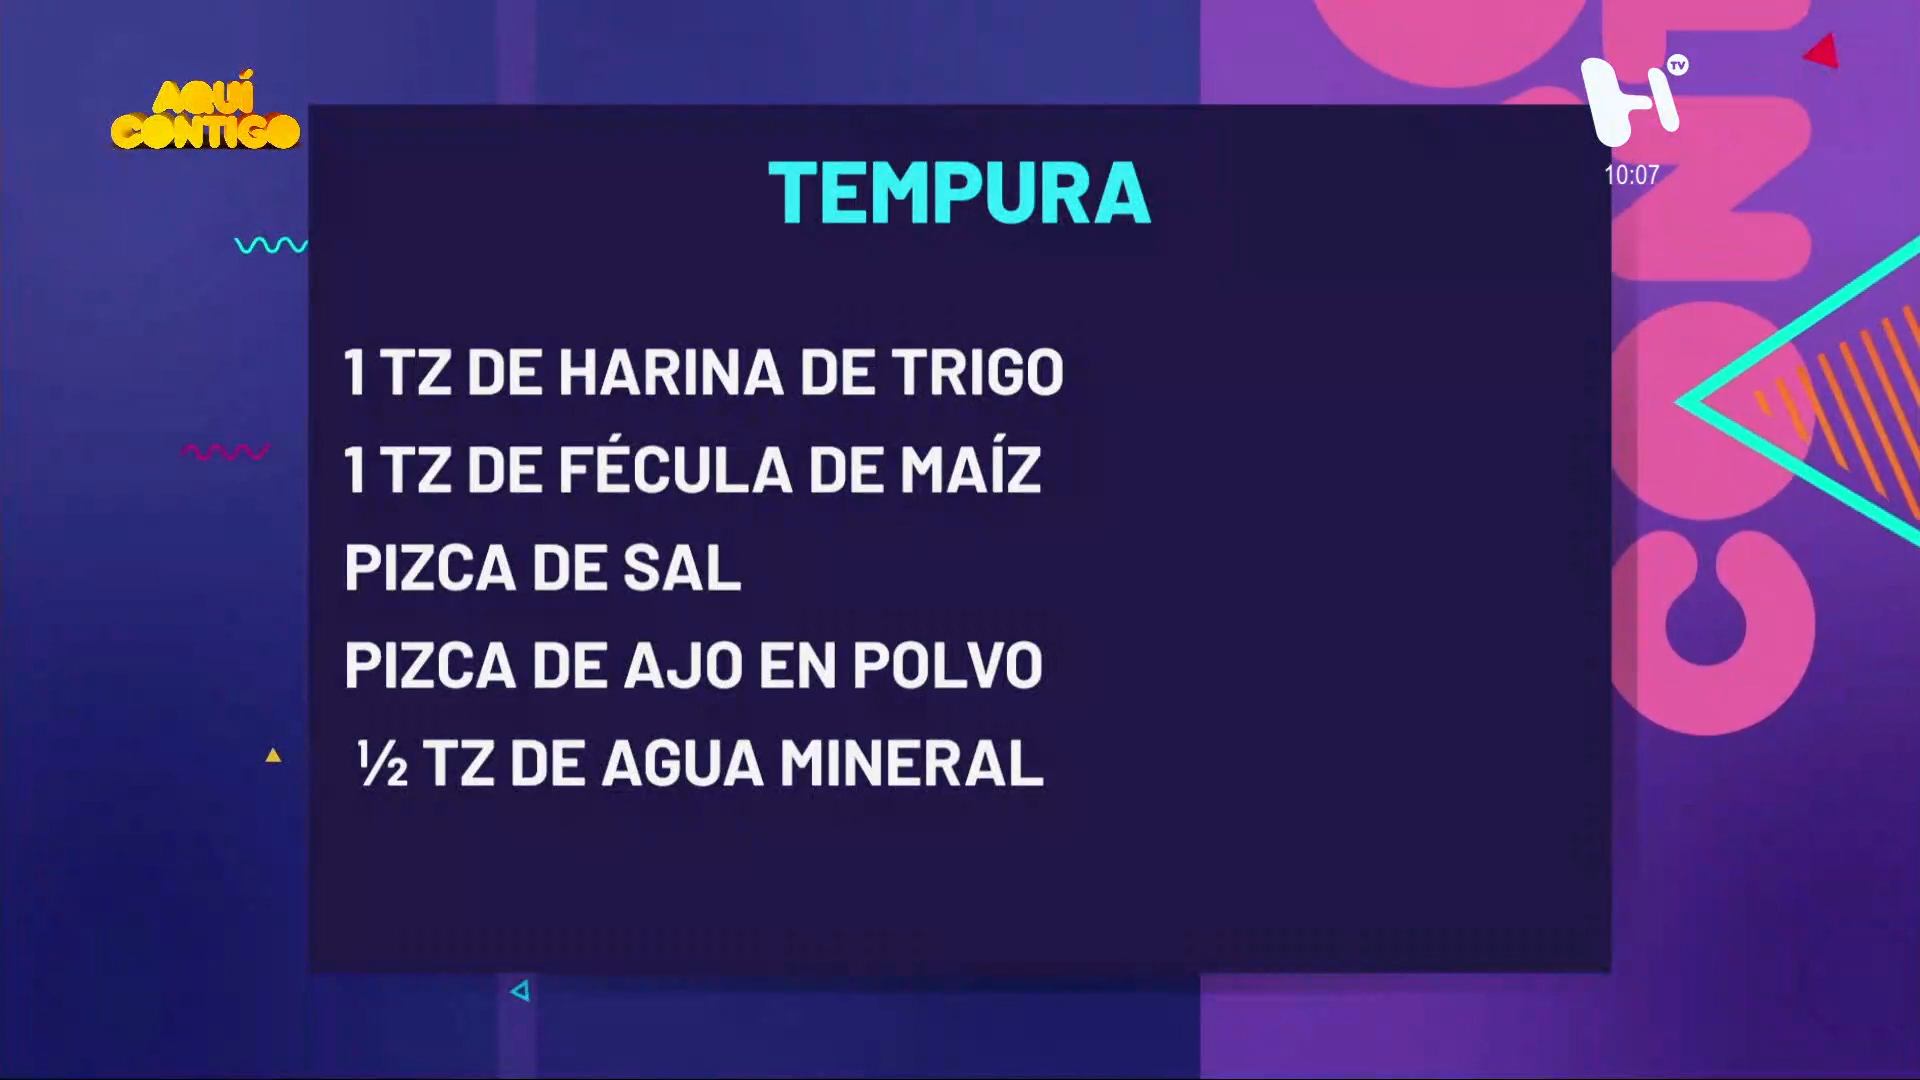 AQUÍ
CONTIGO
TV
H
10:07
TEMPURA
1 TZ DE HARINA DE TRIGO
1 TZ DE FÉCULA DE MAÍZ
PIZCA DE SAL
PIZCA DE AJO EN POLVO
½ TZ DE AGUA MINERAL